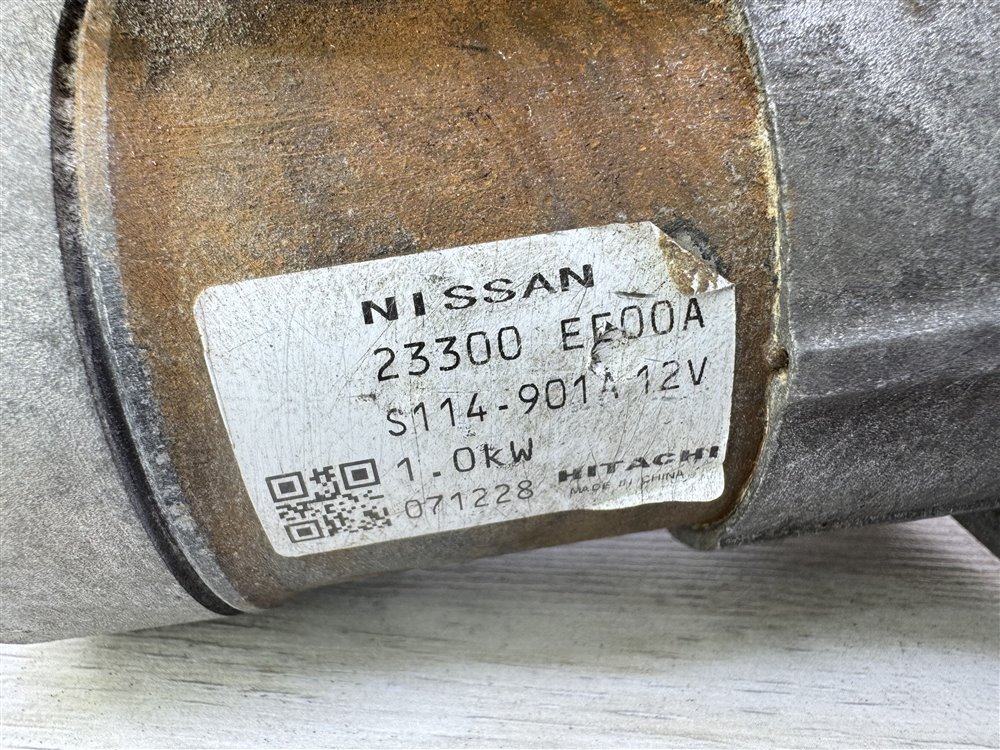 NISSAN
23300 EE00A
S114-901A 12V
1.0kW
071228 HITACHI
MADE IN CHINA